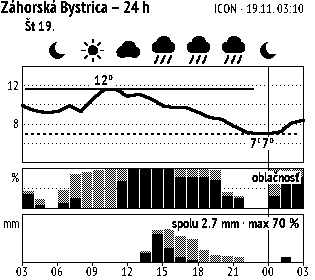 Záhorská Bystrica – 24 h
ICON · 19.11. 03:10
Št 19.
12
12°
8
7°7°
%
oblačnosť
mm
spolu 2.7 mm · max 70 %
03 06 09 12 15 18 21 00 03